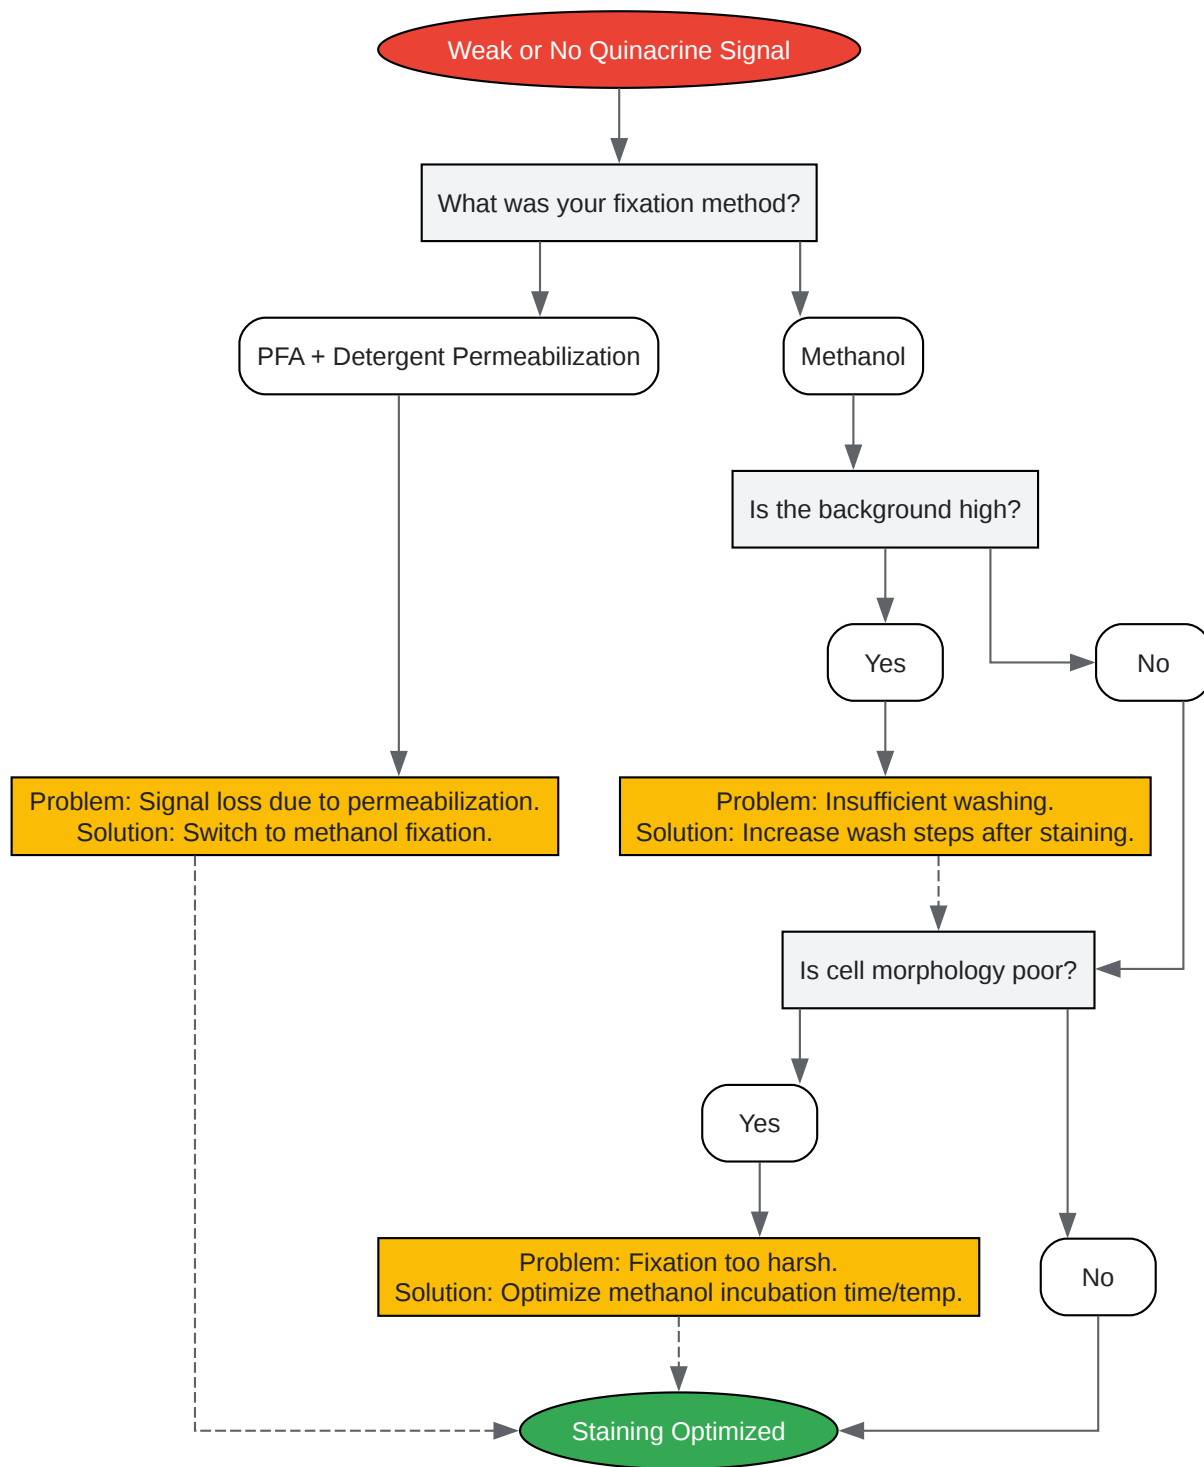 Weak or No Quinacrine Signal
What was your fixation method?
PFA + Detergent Permeabilization
Methanol
Is the background high?
Yes
No
Problem: Signal loss due to permeabilization.
Solution: Switch to methanol fixation.
Problem: Insufficient washing.
Solution: Increase wash steps after staining.
Is cell morphology poor?
Yes
Problem: Fixation too harsh.
Solution: Optimize methanol incubation time/temp.
No
Staining Optimized